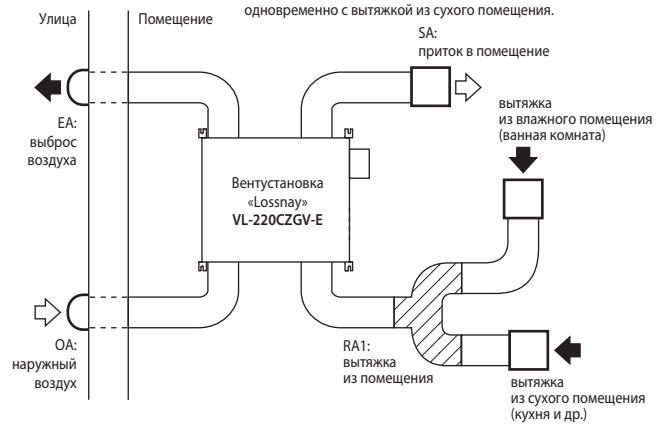 одновременно с вытяжкой из сухого помещения.
Улица
Помещение
SA:
приток в помещение
EA:
выброс
воздуха
вытяжка
из влажного помещения
(ванная комната)
Вентустановка
«Lossnay»
VL-220CZGV-E
OA:
наружный
воздух
RA1:
вытяжка
из помещения
вытяжка
из сухого помещения
(кухня и др.)